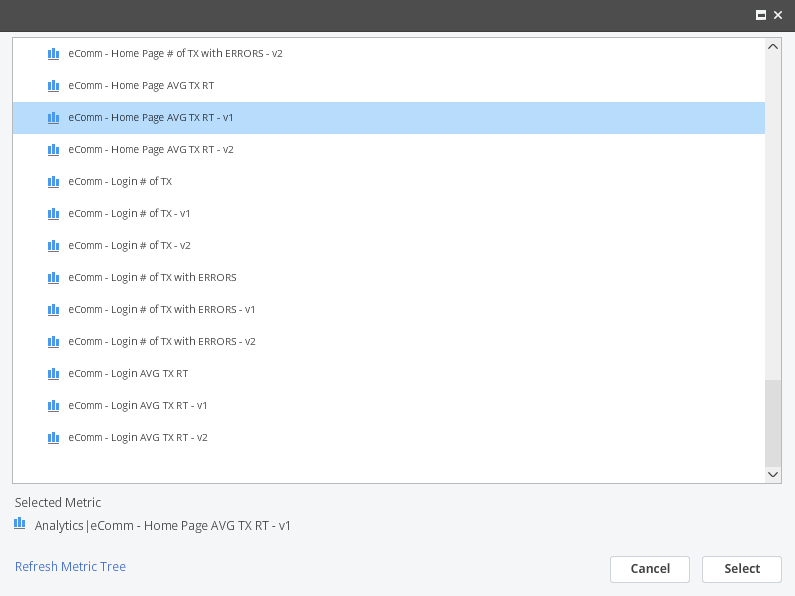 eComm - Home Page # of TX with ERRORS - v2
eComm - Home Page AVG TX RT
eComm - Home Page AVG TX RT - v1
eComm - Home Page AVG TX RT - v2
eComm - Login # of TX
eComm - Login # of TX - v1
eComm - Login # of TX - v2
eComm - Login # of TX with ERRORS
eComm - Login # of TX with ERRORS - v1
eComm - Login # of TX with ERRORS - v2
eComm - Login AVG TX RT
eComm - Login AVG TX RT - v1
eComm - Login AVG TX RT - v2
Selected Metric
Analytics|eComm - Home Page AVG TX RT - v1
Refresh Metric Tree
Cancel
Select